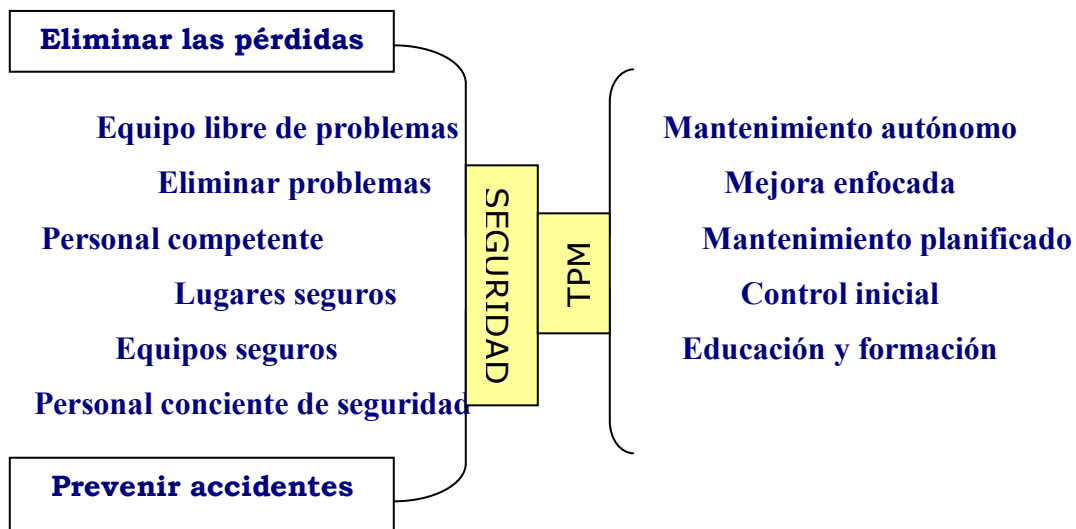 Eliminar las pérdidas
Equipo libre de problemas
Eliminar problemas
Personal competente
Lugares seguros
Equipos seguros
Personal conciente de seguridad
Prevenir accidentes
SEGURIDAD
TPM
Mantenimiento autónomo
Mejora enfocada
Mantenimiento planificado
Control inicial
Educación y formación